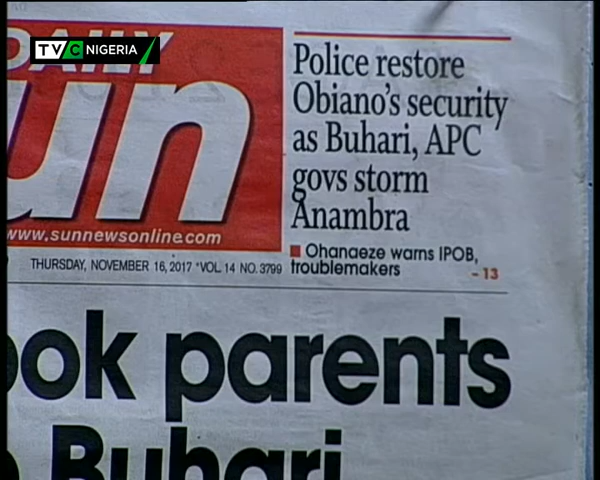 TVC NIGERIA
DAILY
un
www.sunnewsonline.com
THURSDAY, NOVEMBER 16, 2017 *VOL. 14 NO. 3799
Police restore
Obiano's security
as Buhari, APC
govs storm
Anambra
Ohanaeze warns IPOB,
troublemakers - 13
ok parents
Buhari